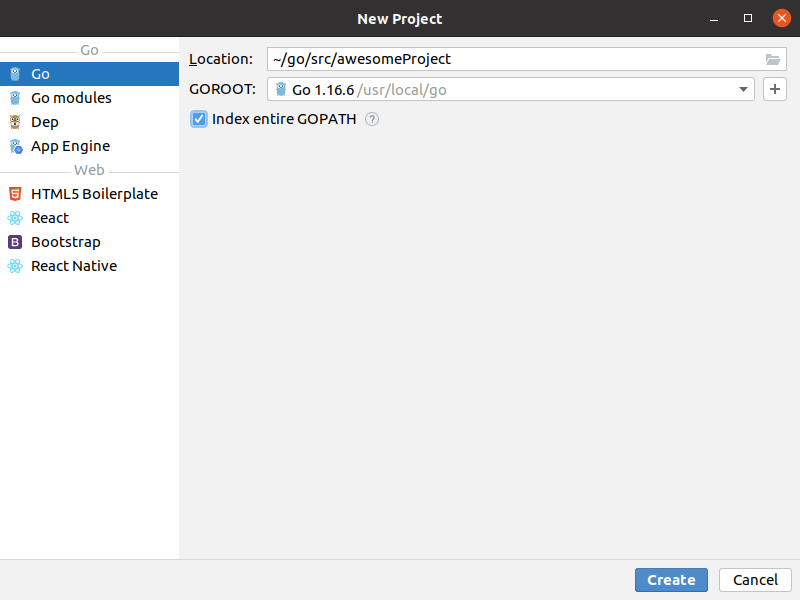 New Project
Go
Go
Go modules
Dep
App Engine
Web
HTML5 Boilerplate
React
Bootstrap
React Native
Location: ~/go/src/awesomeProject
GOROOT: Go 1.16.6 /usr/local/go
Index entire GOPATH ?
Create Cancel